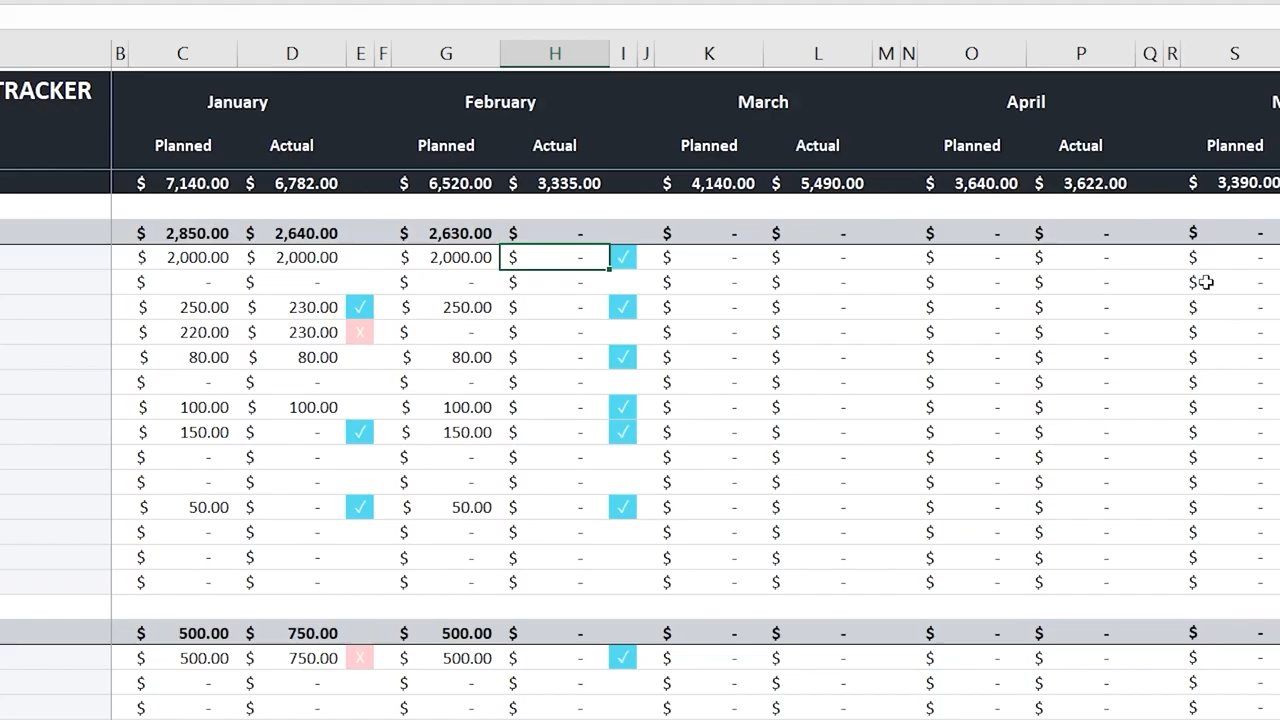 B C D E F G H I J K L M N O P Q R S
TRACKER January February March April M
Planned Actual Planned Actual Planned Actual Planned Actual Planned
$ 7,140.00 $ 6,782.00 $ 6,520.00 $ 3,335.00 $ 4,140.00 $ 5,490.00 $ 3,640.00 $ 3,622.00 $ 3,390.00
$ 2,850.00 $ 2,640.00 $ 2,630.00 $ - $ - $ - $ - $ - $ -
$ 2,000.00 $ 2,000.00 $ 2,000.00 $ - ✓ $ - $ - $ - $ - $ -
$ - $ - $ - $ - $ - $ - $ - $ - $ -
$ 250.00 $ 230.00 ✓ $ 250.00 $ - ✓ $ - $ - $ - $ - $ -
$ 220.00 $ 230.00 X $ - $ - $ - $ - $ - $ - $ -
$ 80.00 $ 80.00 $ 80.00 $ - ✓ $ - $ - $ - $ - $ -
$ - $ - $ - $ - $ - $ - $ - $ - $ -
$ 100.00 $ 100.00 $ 100.00 $ - ✓ $ - $ - $ - $ - $ -
$ 150.00 $ - ✓ $ 150.00 $ - ✓ $ - $ - $ - $ - $ -
$ - $ - $ - $ - $ - $ - $ - $ - $ -
$ - $ - $ - $ - $ - $ - $ - $ - $ -
$ 50.00 $ - ✓ $ 50.00 $ - ✓ $ - $ - $ - $ - $ -
$ - $ - $ - $ - $ - $ - $ - $ - $ -
$ - $ - $ - $ - $ - $ - $ - $ - $ -
$ - $ - $ - $ - $ - $ - $ - $ - $ -
$ 500.00 $ 750.00 $ 500.00 $ - $ - $ - $ - $ - $ -
$ 500.00 $ 750.00 X $ 500.00 $ - ✓ $ - $ - $ - $ - $ -
$ - $ - $ - $ - $ - $ - $ - $ - $ -
$ - $ - $ - $ - $ - $ - $ - $ - $ -